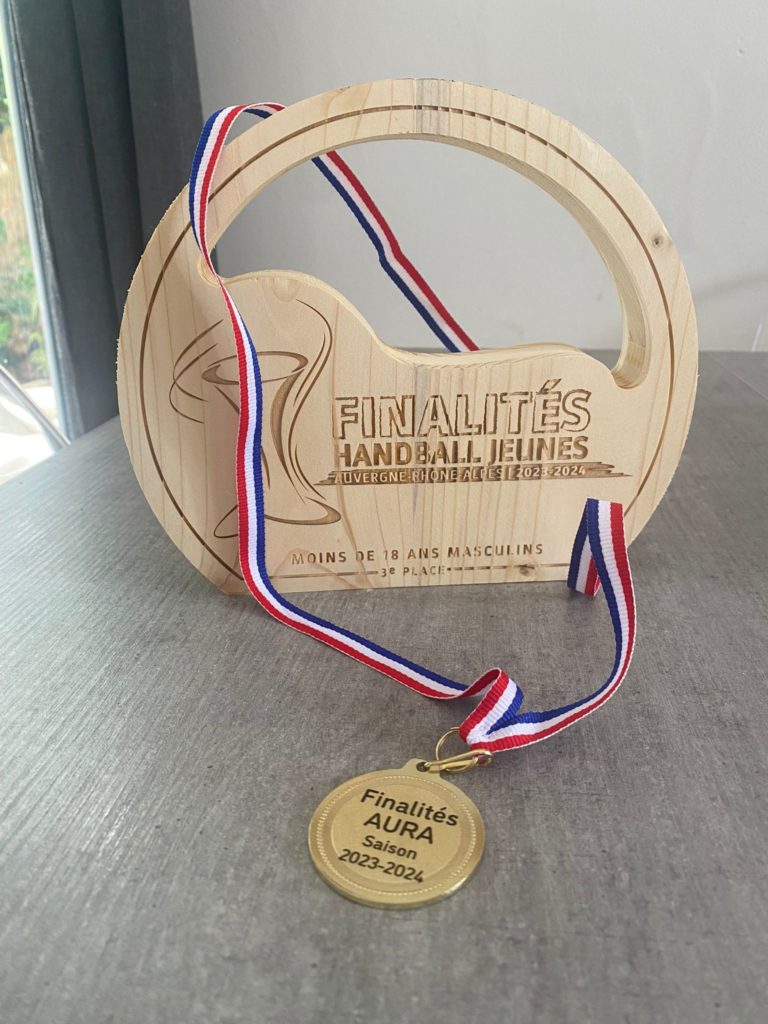 FINALITÉS
HANDBALL JEUNES
AUVERGNE-RHÔNE-ALPES | 2023-2024
MOINS DE 18 ANS MASCULINS
3e PLACE
Finalités
AURA
Saison
2023-2024